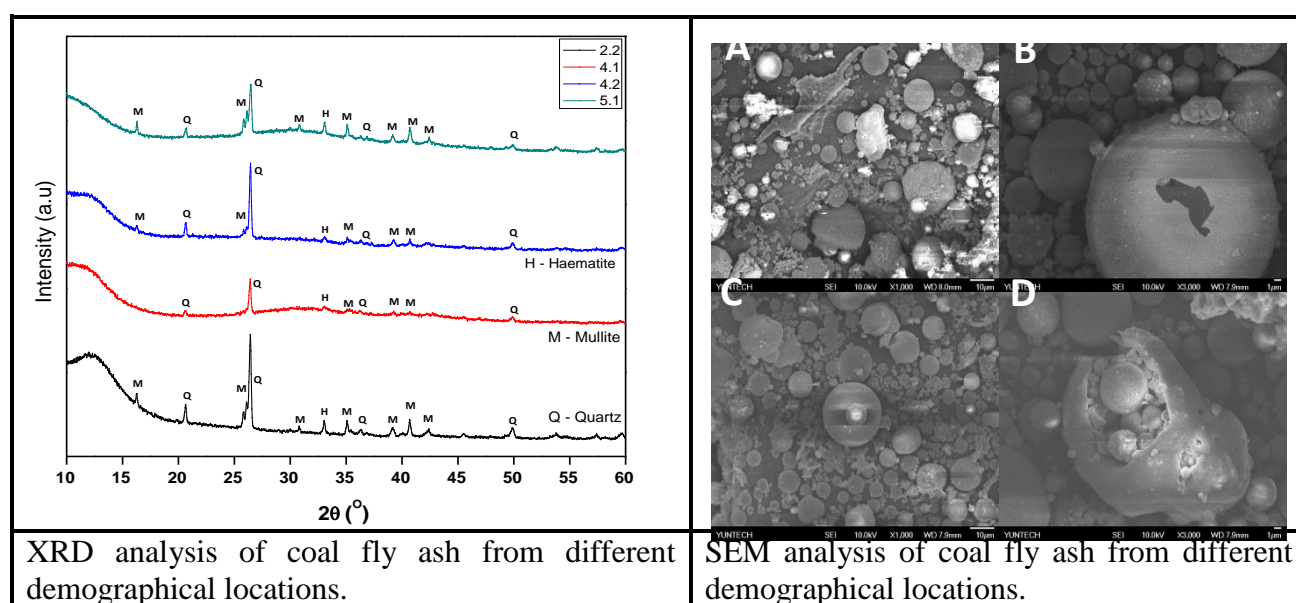 2.2
4.1
4.2
5.1
Q
M
Q
M
M
H
M
Q
M
M
M
Q
Q
M
Q
M
H
M
Q
M
M
Q
H - Haematite
Q
Q
H
M
Q
M
M
Q
M - Mullite
M
Q
M
Q
M
H
M
Q
M
M
M
Q
Q - Quartz
Intensity (a.u)
10 15 20 25 30 35 40 45 50 55 60
2θ (O)
A
B
YUNTECH SEI 10.0kV X1,000 WD 8.0mm 10μm
YUNTECH SEI 10.0kV X3,000 WD 7.9mm 1μm
C
D
YUNTECH SEI 10.0kV X1,000 WD 7.9mm 10μm
YUNTECH SEI 10.0kV X3,000 WD 7.9mm 1μm
XRD analysis of coal fly ash from different
demographical locations.
SEM analysis of coal fly ash from different
demographical locations.